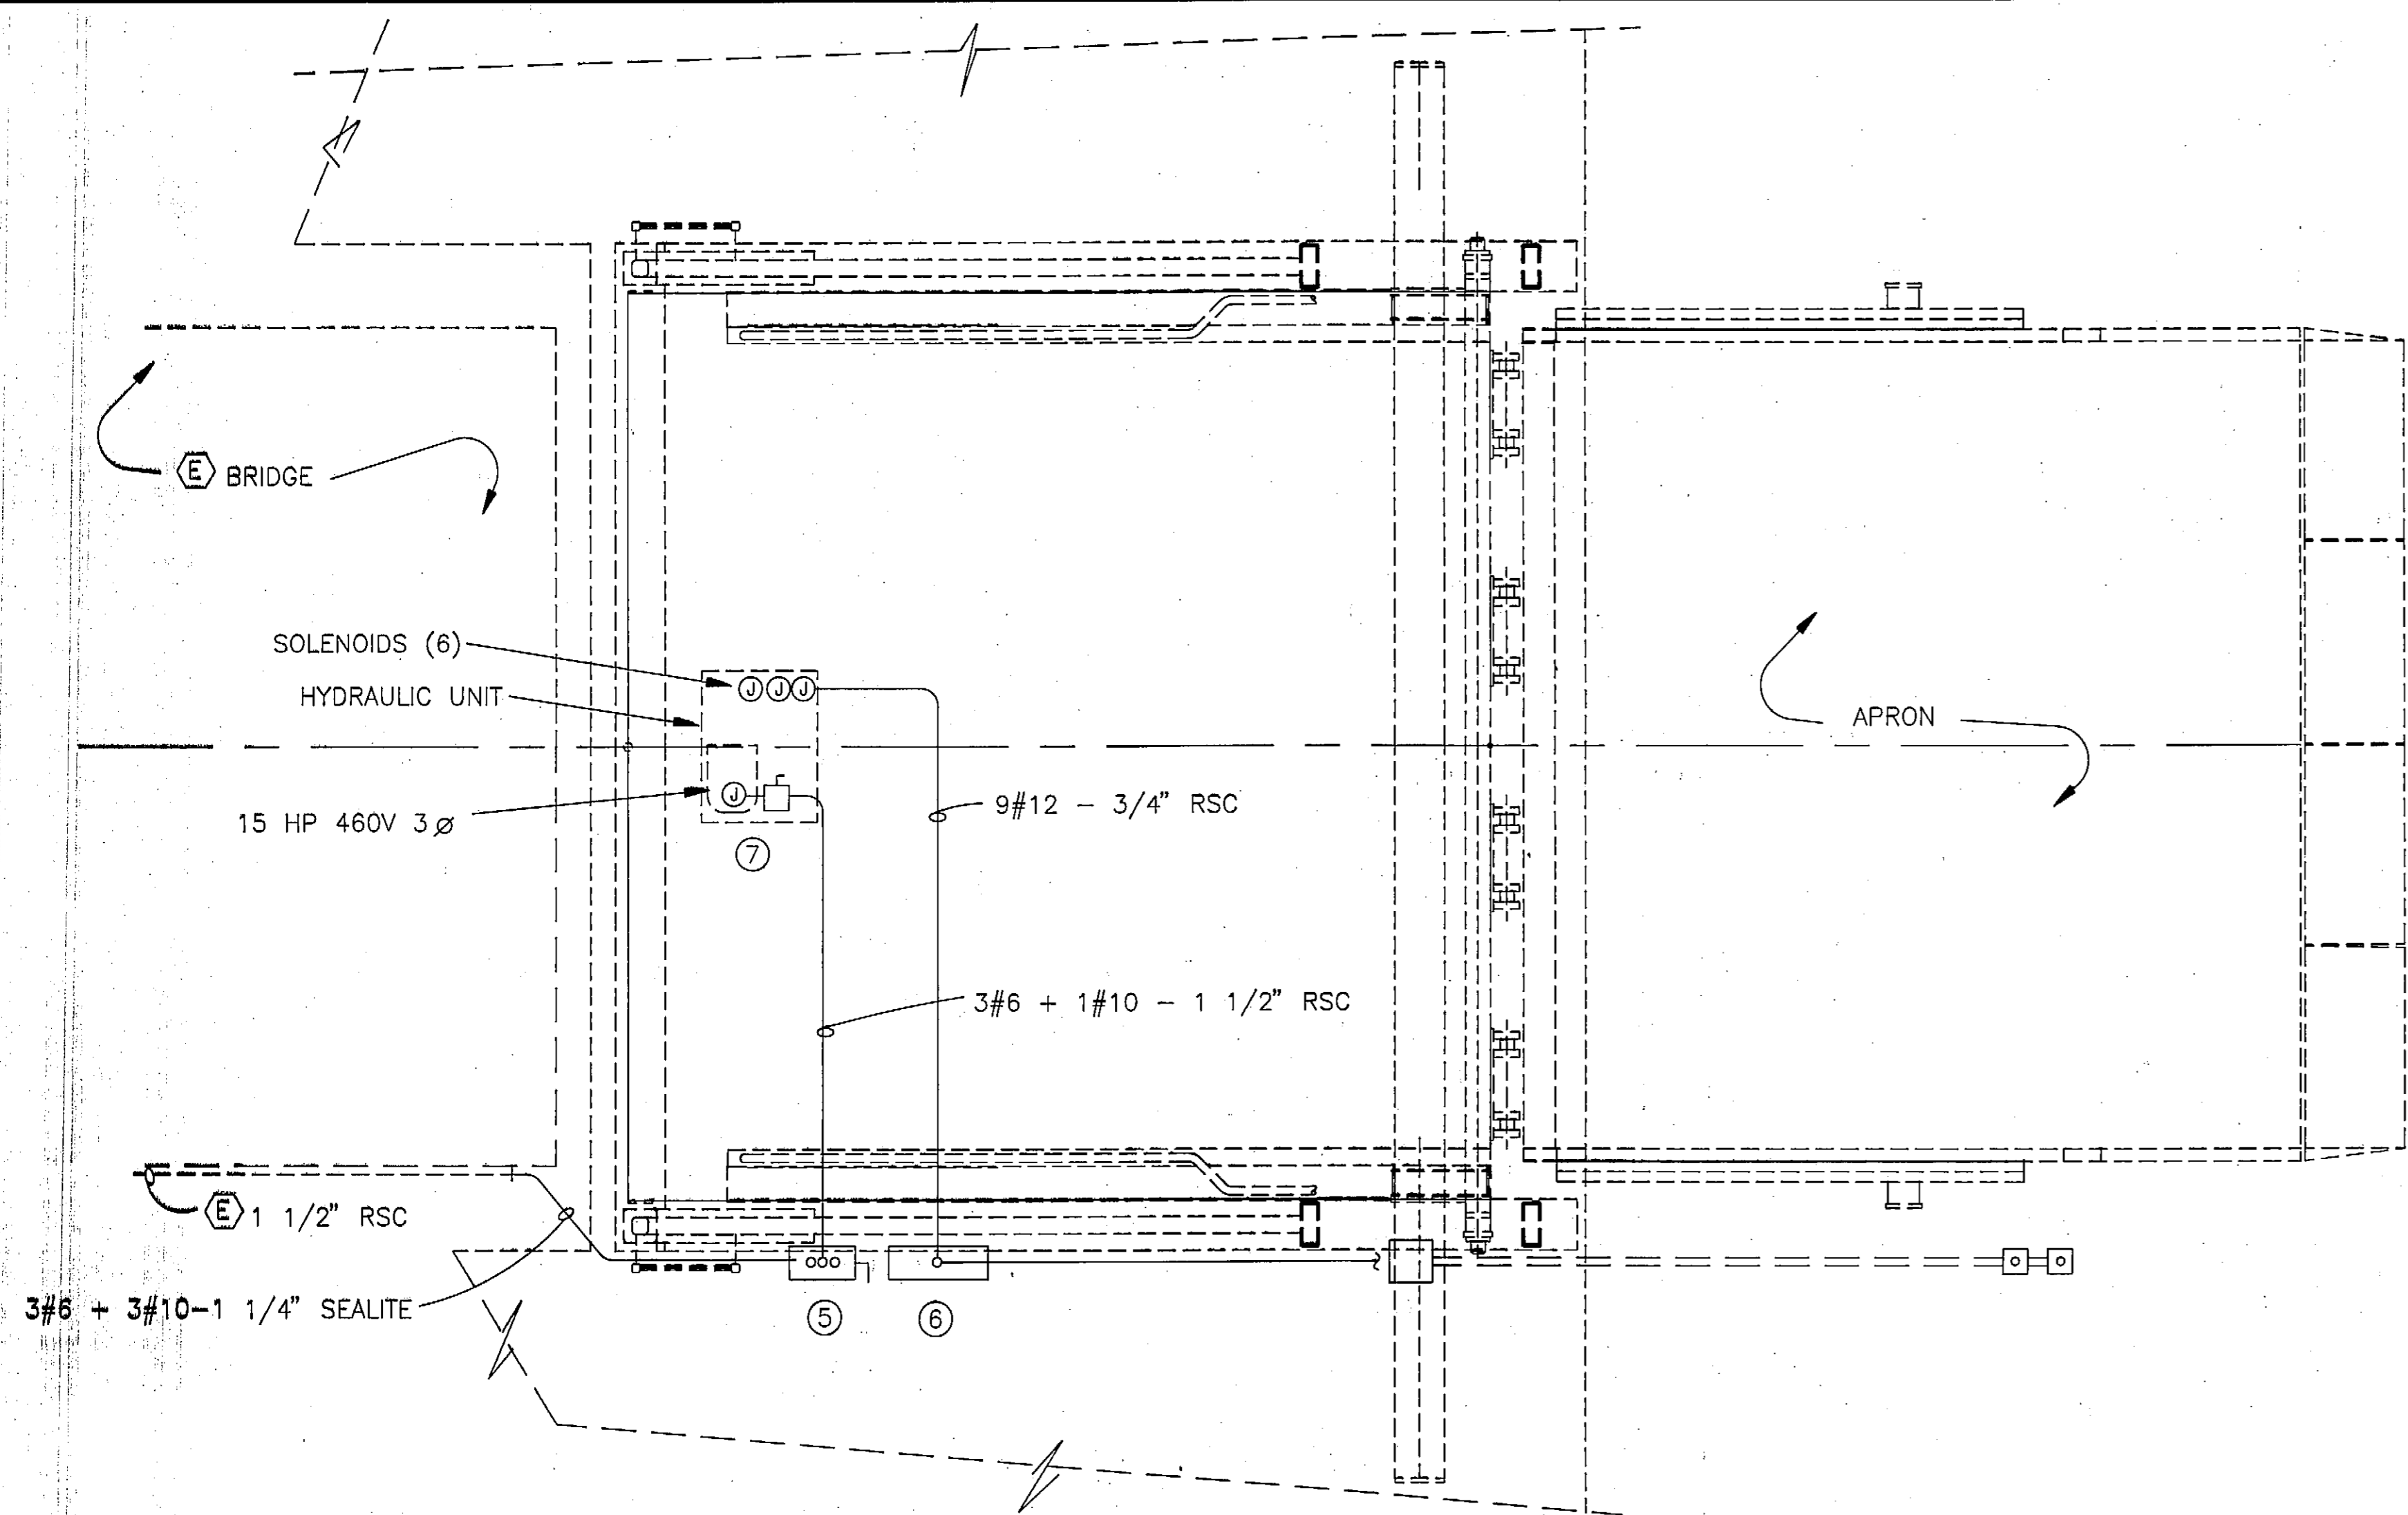 E BRIDGE
SOLENOIDS (6)
J J J
HYDRAULIC UNIT
APRON
J
15 HP 460V 3⌀
9#12 - 3/4" RSC
7
3#6 + 1#10 - 1 1/2" RSC
E 1 1/2" RSC
3#6 + 3#10-1 1/4" SEALITE
5
6